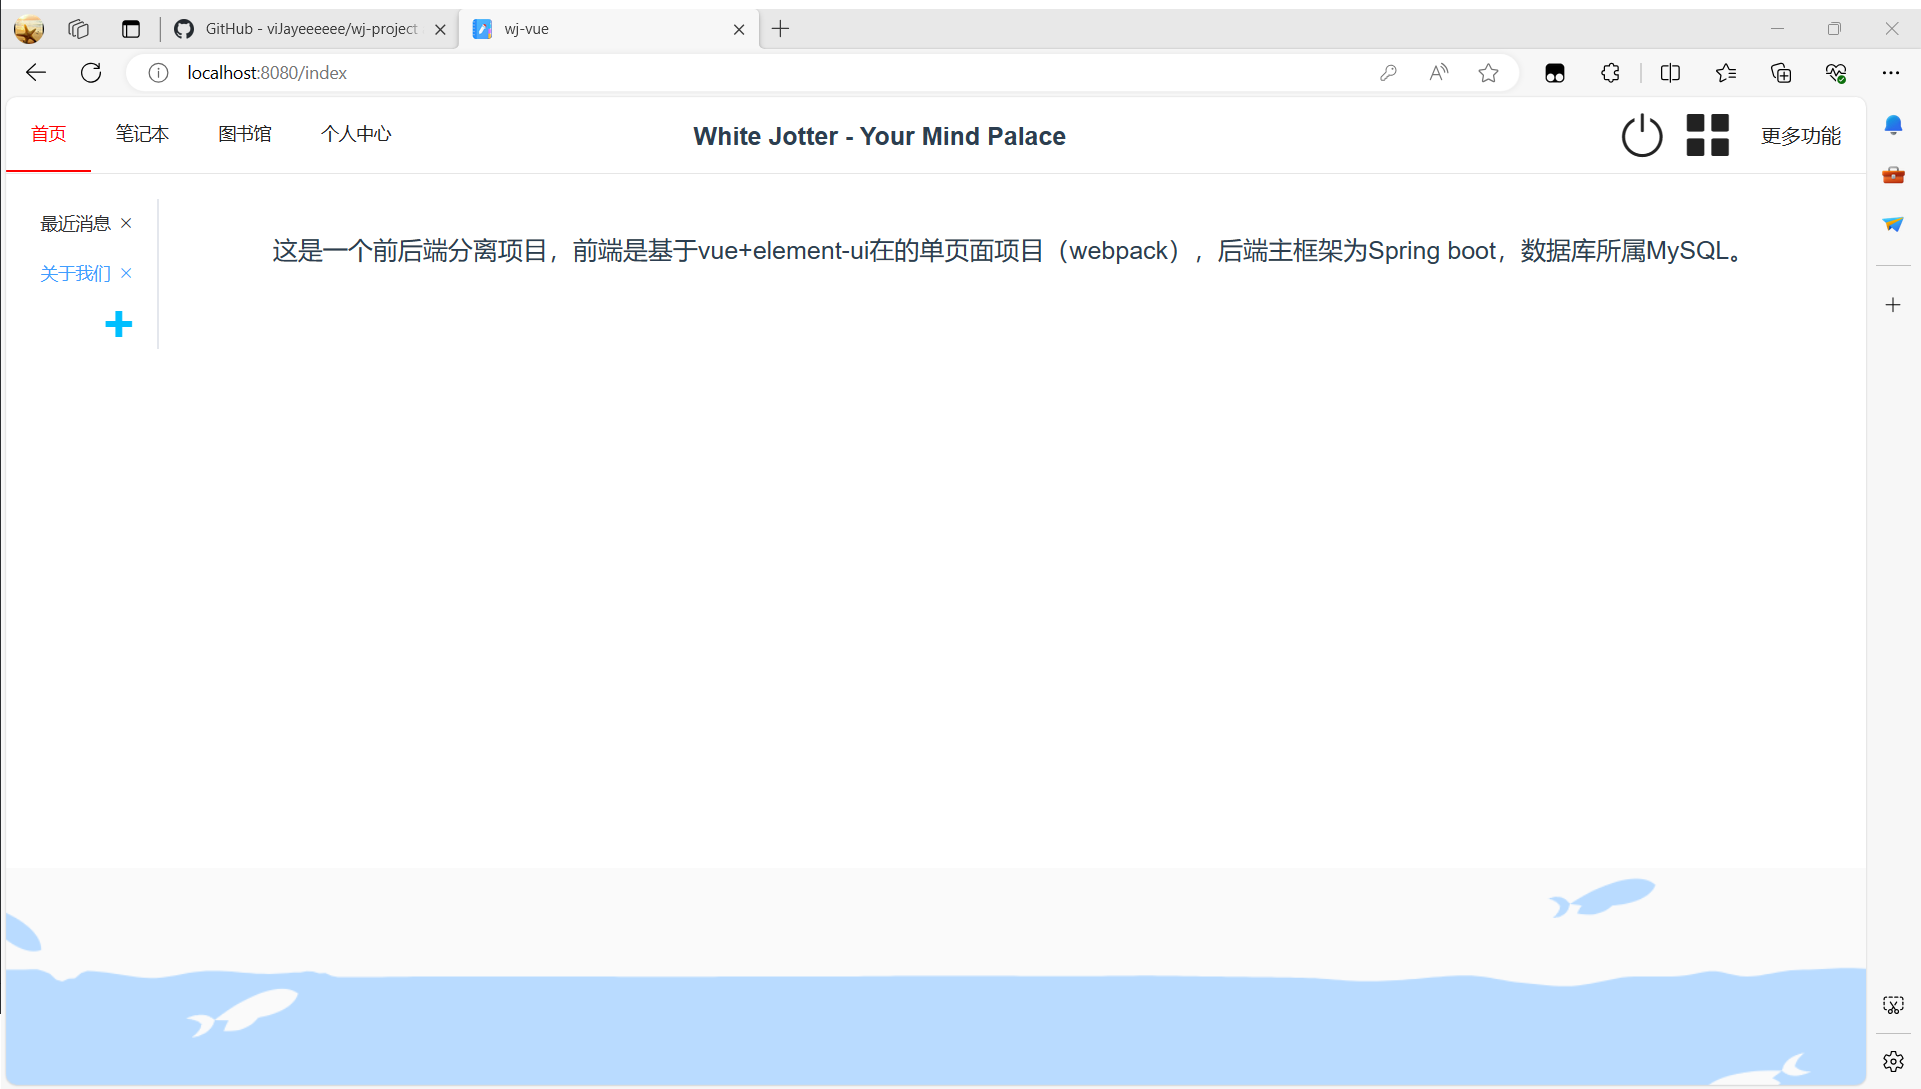 GitHub - viJayeeeeee/wj-project
wj-vue
localhost:8080/index
首页
笔记本
图书馆
个人中心
White Jotter - Your Mind Palace
更多功能
最近消息
关于我们
这是一个前后端分离项目，前端是基于vue+element-ui在的单页面项目（webpack），后端主框架为Spring boot，数据库所属MySQL。